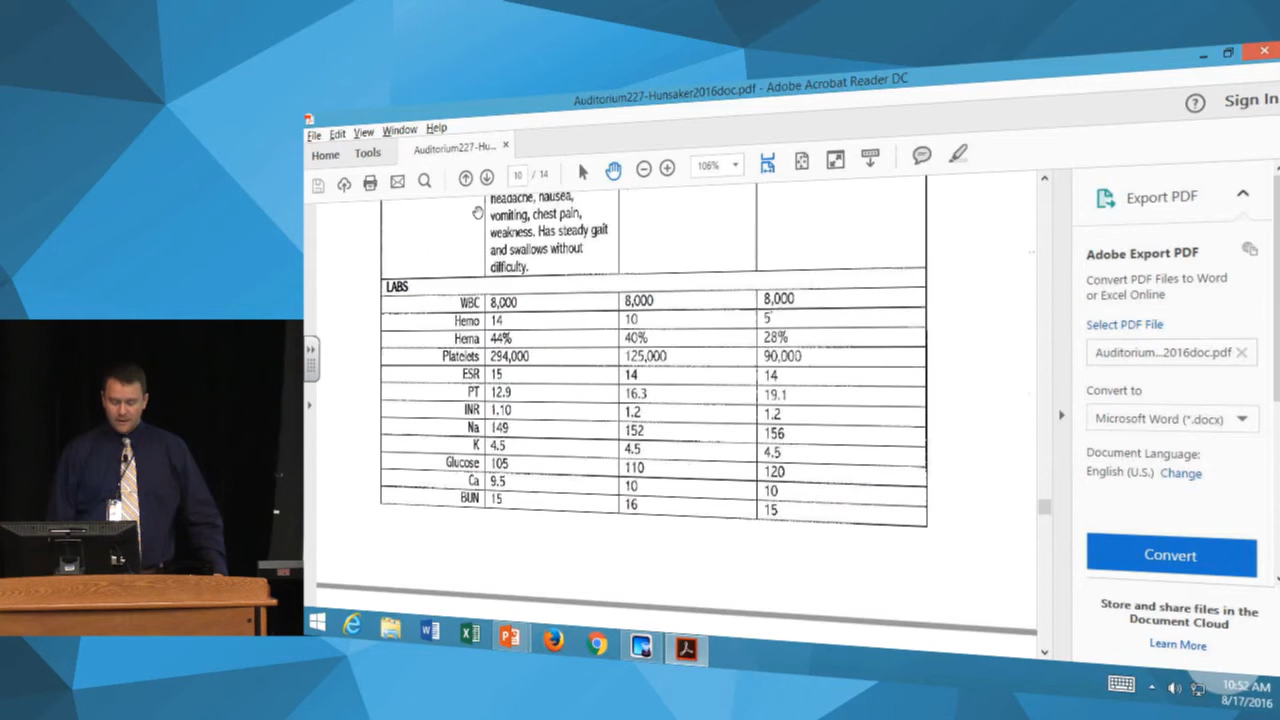 Auditorium227-Hunsaker2016doc.pdf - Adobe Acrobat Reader DC
File Edit View Window Help
Sign In
Home Tools Auditorium227-Hu... ×
10 / 14 106%
headache, nausea,
vomiting, chest pain,
weakness. Has steady gait
and swallows without
difficulty.
LABS
WBC 8,000 8,000 8,000
Hemo 14 10 5
Hema 44% 40% 28%
Platelets 294,000 125,000 90,000
ESR 15 14 14
PT 12.9 16.3 19.1
INR 1.10 1.2 1.2
Na 149 152 156
K 4.5 4.5 4.5
Glucose 105 110 120
Ca 9.5 10 10
BUN 15 16 15
Export PDF
Adobe Export PDF
Convert PDF Files to Word
or Excel Online
Select PDF File
Auditorium...2016doc.pdf ×
Convert to
Microsoft Word (*.docx)
Document Language:
English (U.S.) Change
Convert
Store and share files in the
Document Cloud
Learn More
10:52 AM
8/17/2016